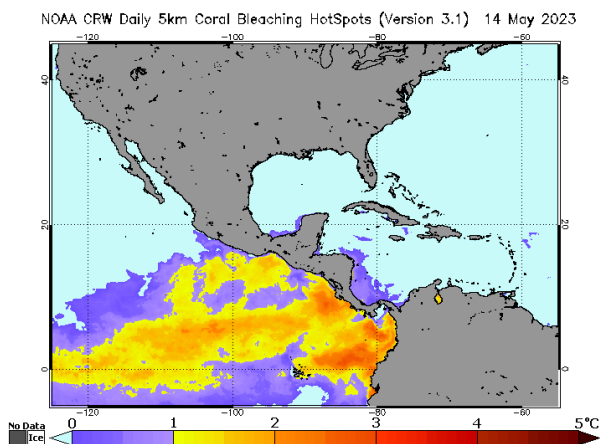 NOAA CRW Daily 5km Coral Bleaching HotSpots (Version 3.1) 14 May 2023
-120 -100 -80 -60
40 40
20 20
0 0
-120 -100 -80 -60
No Data
Ice
0 1 2 3 4 5°C